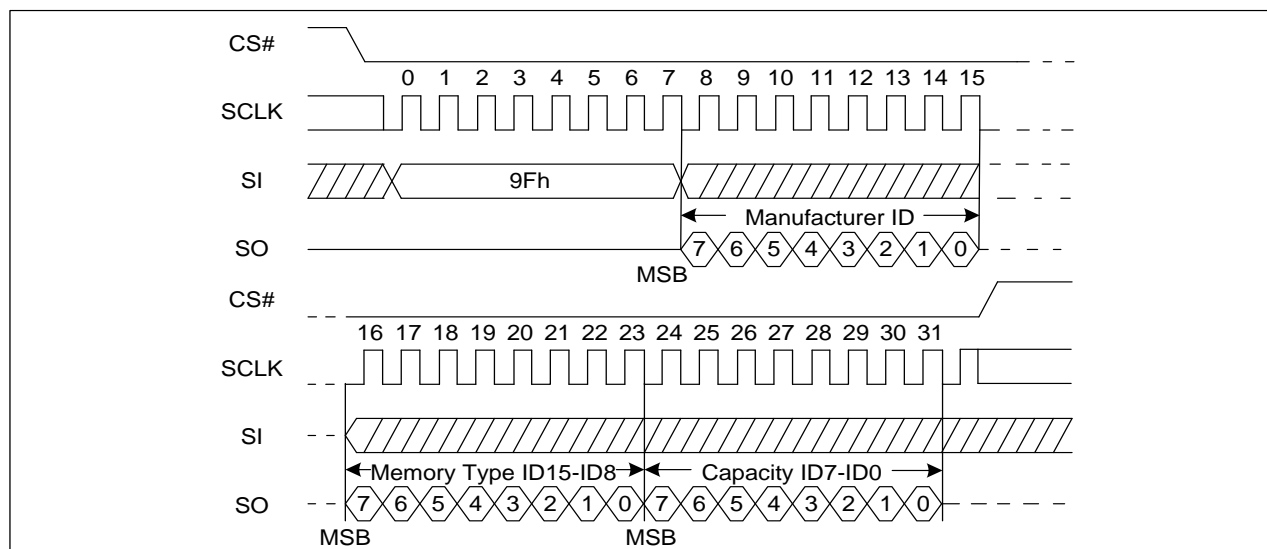 CS#
0 1 2 3 4 5 6 7 8 9 10 11 12 13 14 15
SCLK
SI
9Fh
Manufacturer ID
SO
7 6 5 4 3 2 1 0
MSB
CS#
16 17 18 19 20 21 22 23 24 25 26 27 28 29 30 31
SCLK
SI
Memory Type ID15-ID8 Capacity ID7-ID0
SO
7 6 5 4 3 2 1 0 7 6 5 4 3 2 1 0
MSB MSB